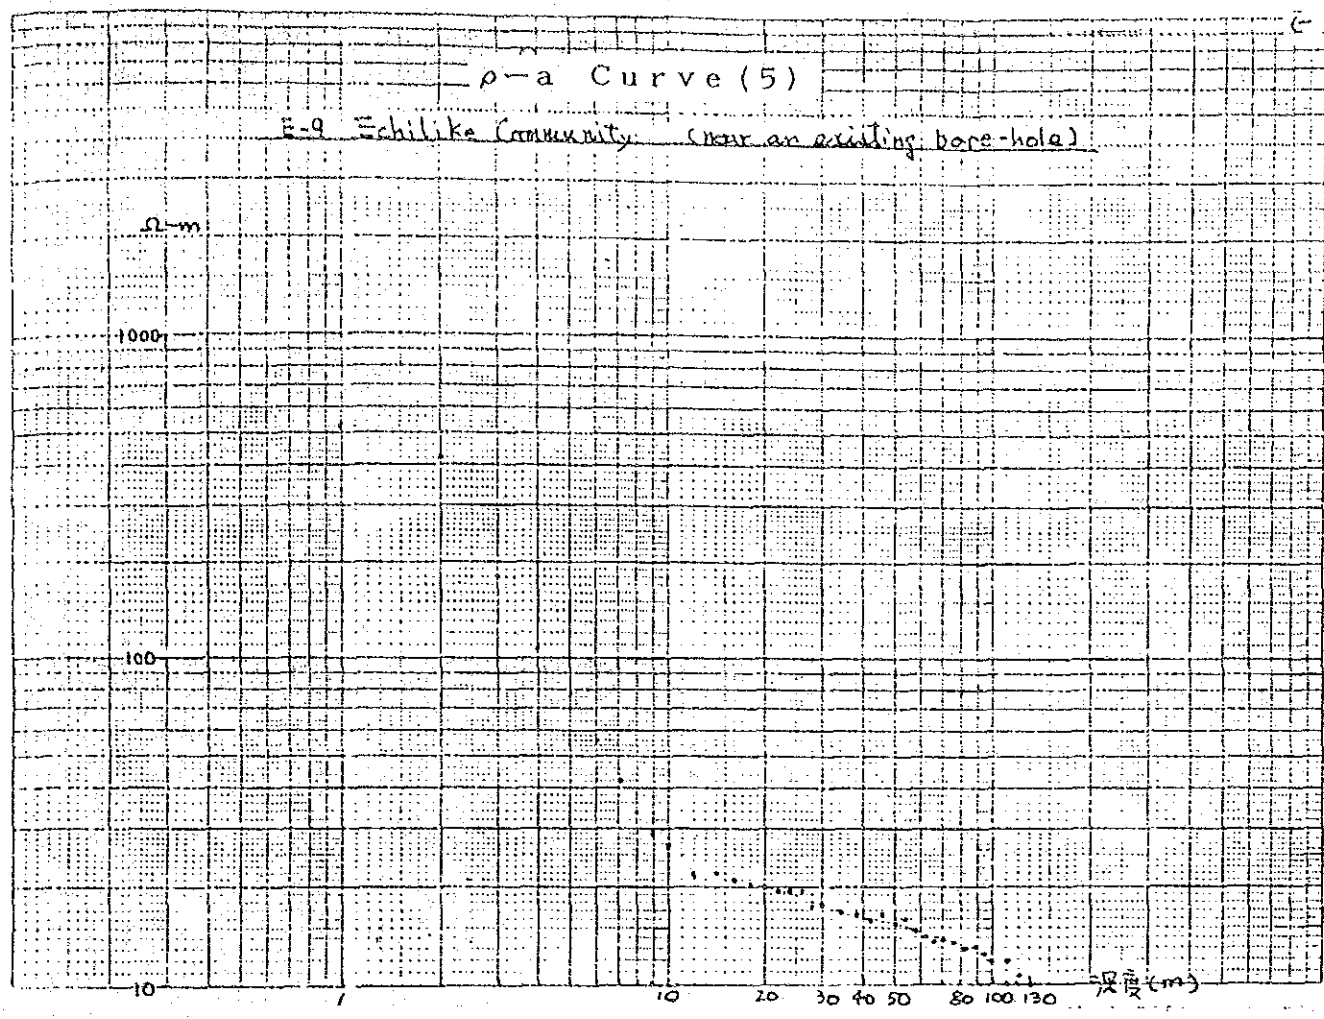 ρ-a Curve (5)
E-9 Echilike Community (near an existing bore-hole)
Ω-m
1000
100
10
1 10 20 30 40 50 80 100 130 深度(m)